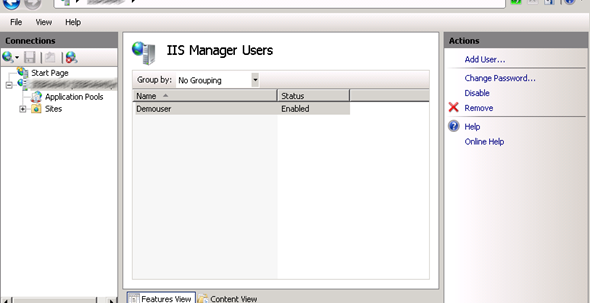 File View Help
Connections
Start Page
Application Pools
Sites
IIS Manager Users
Group by: No Grouping
Name Status
Demouser Enabled
Features View Content View
Actions
Add User...
Change Password...
Disable
Remove
Help
Online Help